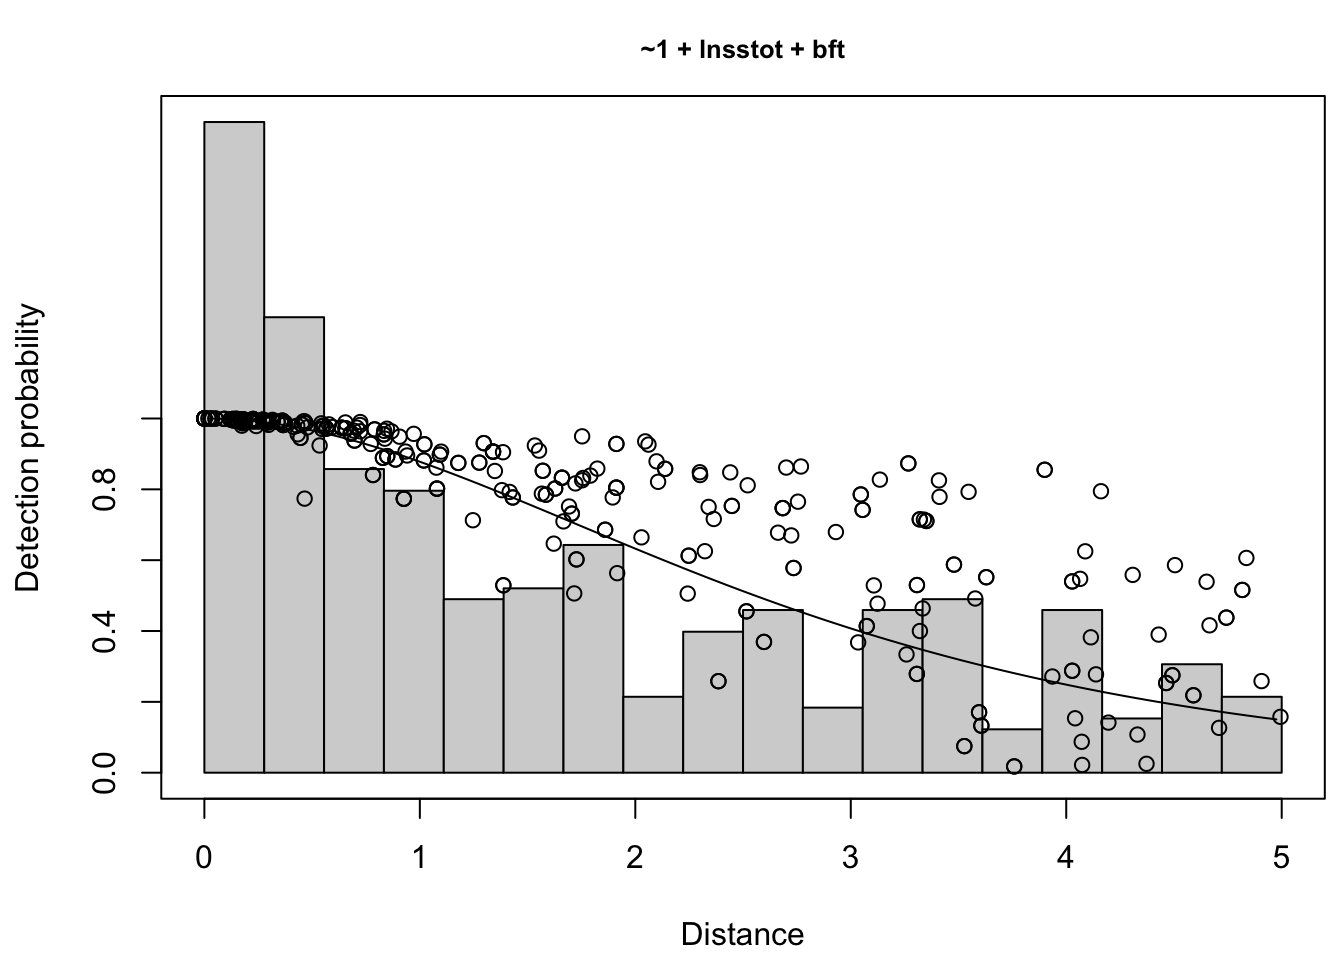 ~1 + lnsstot + bft
Detection probability
0.8
0.4
0.0
0 1 2 3 4 5
Distance